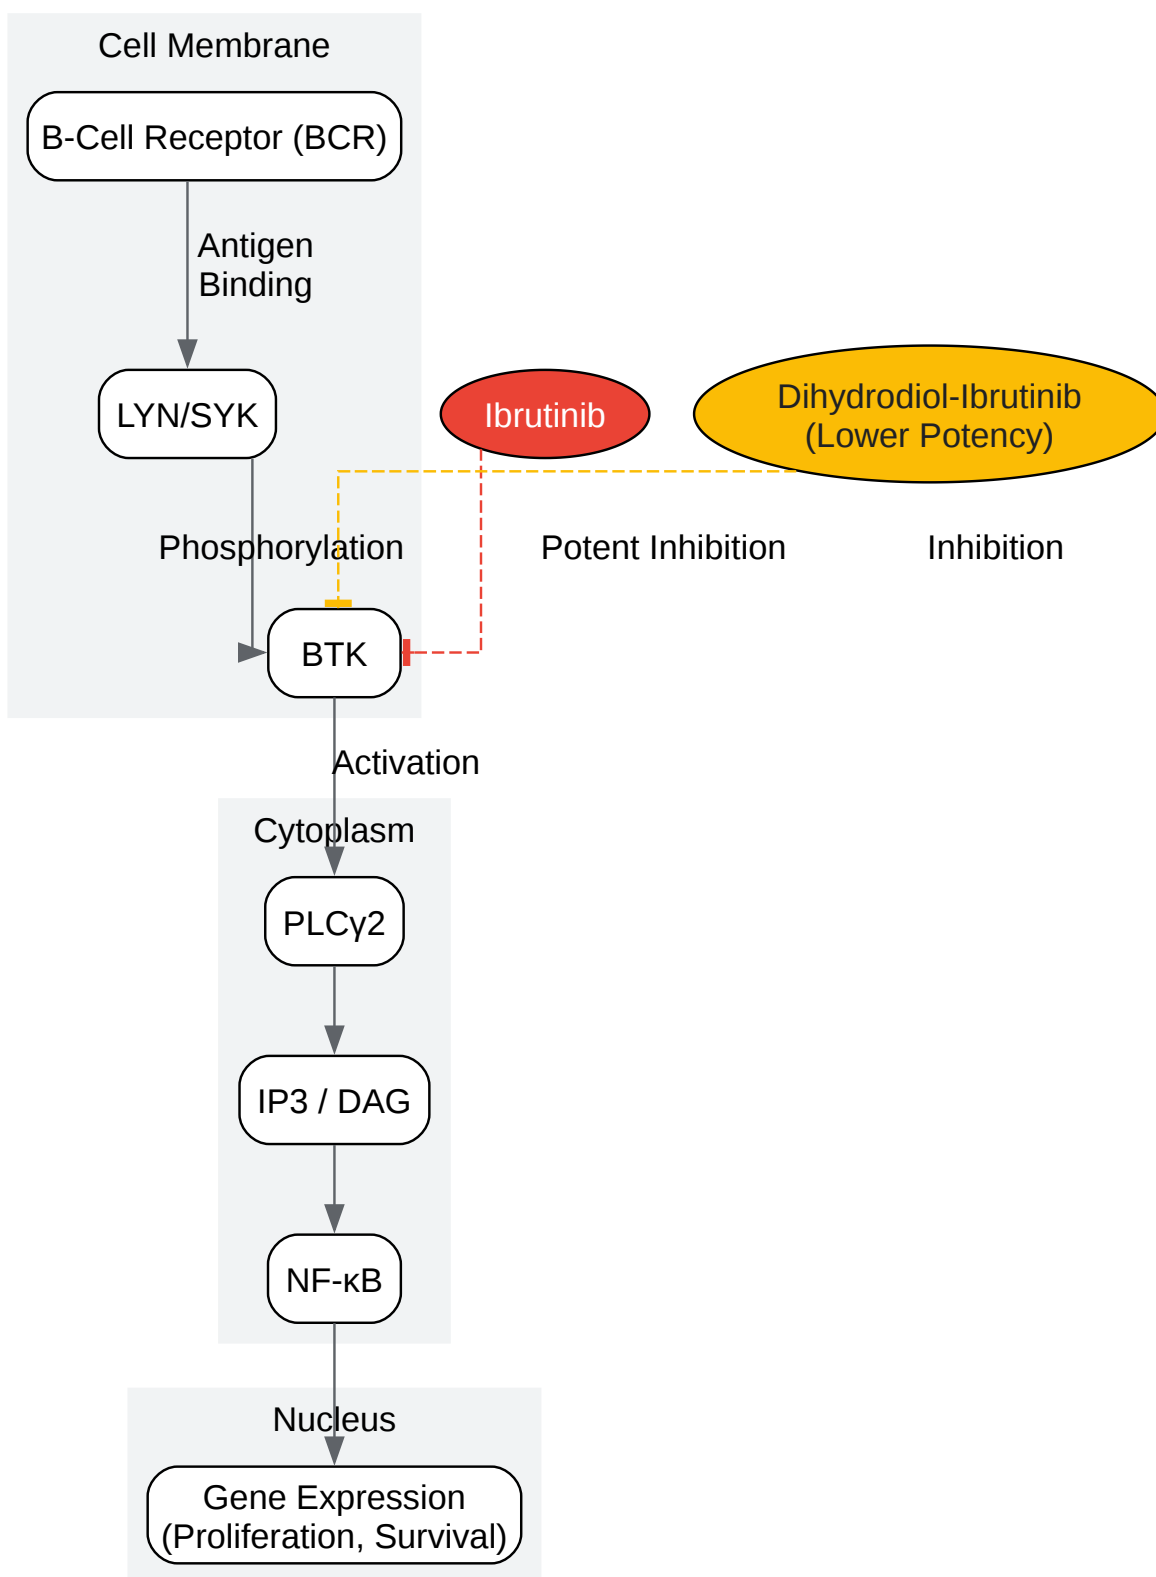 Cell Membrane
B-Cell Receptor (BCR)
Antigen
Binding
LYN/SYK
Ibrutinib
Dihydrodiol-Ibrutinib
(Lower Potency)
Phosphorylation
Potent Inhibition
Inhibition
BTK
Activation
Cytoplasm
PLCγ2
IP3 / DAG
NF-κB
Nucleus
Gene Expression
(Proliferation, Survival)